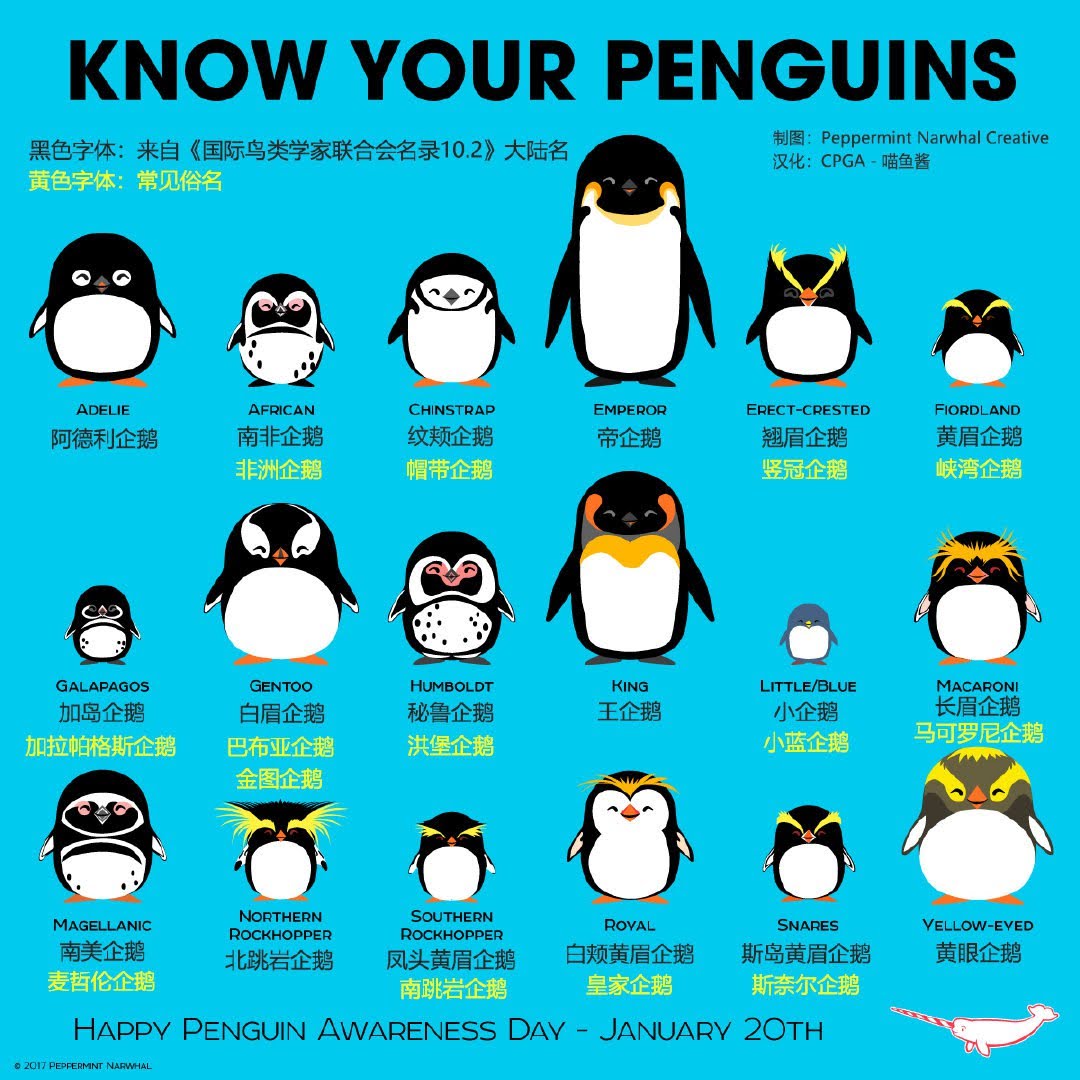 KNOW YOUR PENGUINS
黑色字体：来自《国际鸟类学家联合会名录10.2》大陆名
黄色字体：常见俗名
制图：Peppermint Narwhal Creative
汉化：CPGA - 喵鱼酱
ADELIE
阿德利企鹅
AFRICAN
南非企鹅
非洲企鹅
CHINSTRAP
纹颊企鹅
帽带企鹅
EMPEROR
帝企鹅
ERECT-CRESTED
翘眉企鹅
竖冠企鹅
FIORDLAND
黄眉企鹅
峡湾企鹅
GALAPAGOS
加岛企鹅
加拉帕格斯企鹅
GENTOO
白眉企鹅
巴布亚企鹅
金图企鹅
HUMBOLDT
秘鲁企鹅
洪堡企鹅
KING
王企鹅
LITTLE/BLUE
小企鹅
小蓝企鹅
MACARONI
长眉企鹅
马可罗尼企鹅
MAGELLANIC
南美企鹅
麦哲伦企鹅
NORTHERN
ROCKHOPPER
北跳岩企鹅
SOUTHERN
ROCKHOPPER
凤头黄眉企鹅
南跳岩企鹅
ROYAL
白颊黄眉企鹅
皇家企鹅
SNARES
斯岛黄眉企鹅
斯奈尔企鹅
YELLOW-EYED
黄眼企鹅
HAPPY PENGUIN AWARENESS DAY - JANUARY 20TH
© 2017 PEPPERMINT NARWHAL